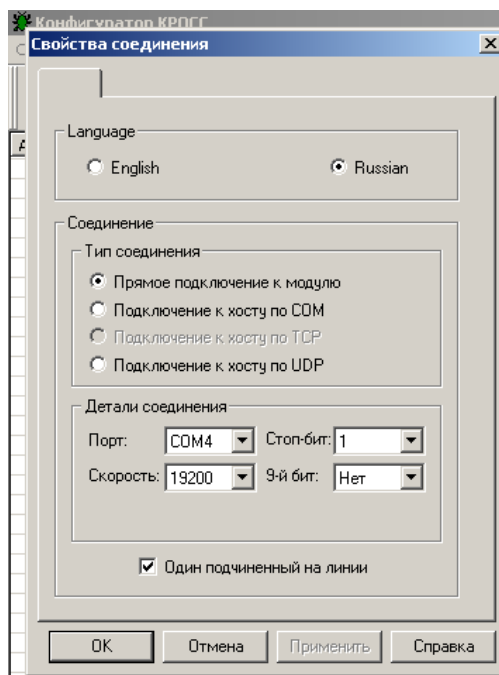 Конфигуратор КРОСС
Свойства соединения
Language
English
Russian
Соединение
Тип соединения
Прямое подключение к модулю
Подключение к хосту по COM
Подключение к хосту по TCP
Подключение к хосту по UDP
Детали соединения
Порт: COM4 Стоп-бит: 1
Скорость: 19200 9-й бит: Нет
Один подчиненный на линии
OK Отмена Применить Справка